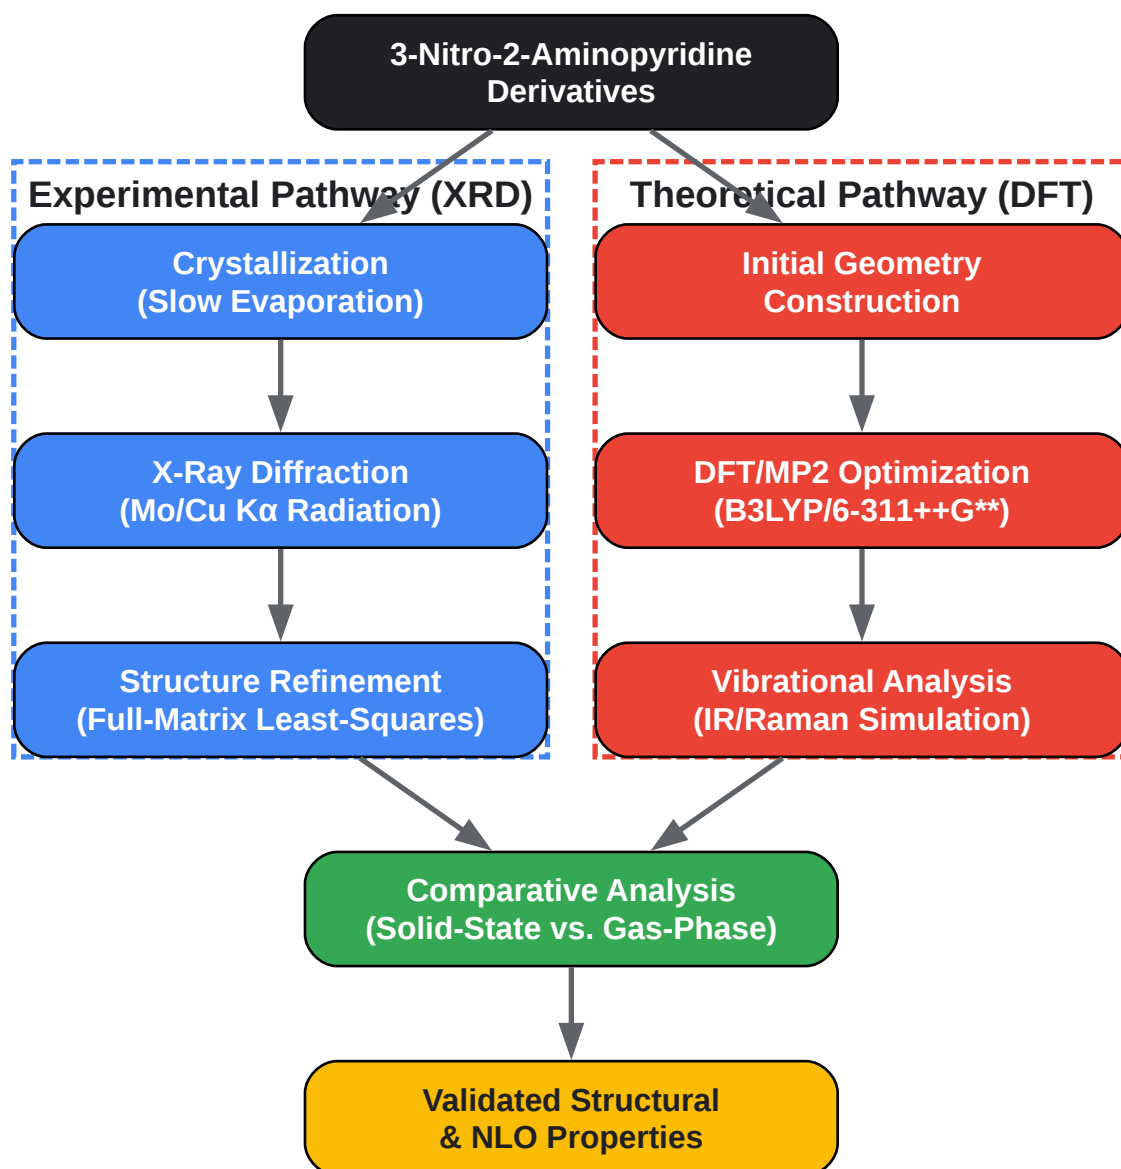 3-Nitro-2-Aminopyridine
Derivatives
Experimental Pathway (XRD)
Crystallization
(Slow Evaporation)
X-Ray Diffraction
(Mo/Cu Kα Radiation)
Structure Refinement
(Full-Matrix Least-Squares)
Theoretical Pathway (DFT)
Initial Geometry
Construction
DFT/MP2 Optimization
(B3LYP/6-311++G**)
Vibrational Analysis
(IR/Raman Simulation)
Comparative Analysis
(Solid-State vs. Gas-Phase)
Validated Structural
& NLO Properties